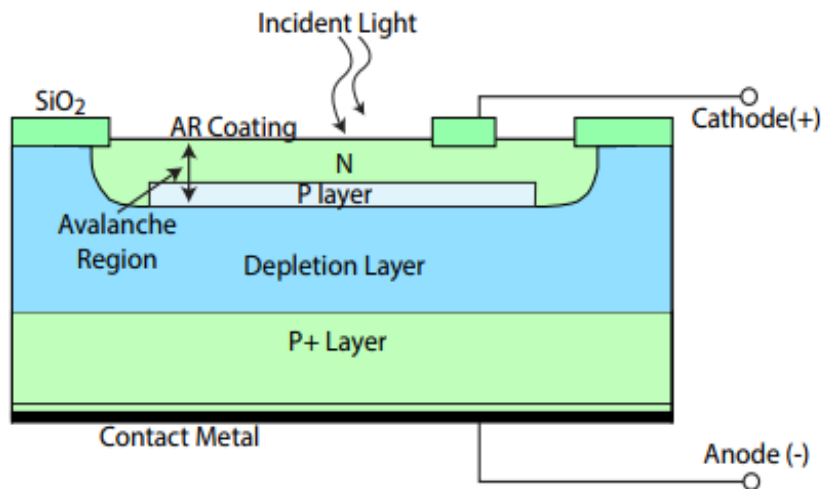 Incident Light
SiO2
AR Coating
Cathode(+)
N
P layer
Avalanche
Region
Depletion Layer
P+ Layer
Contact Metal
Anode (-)